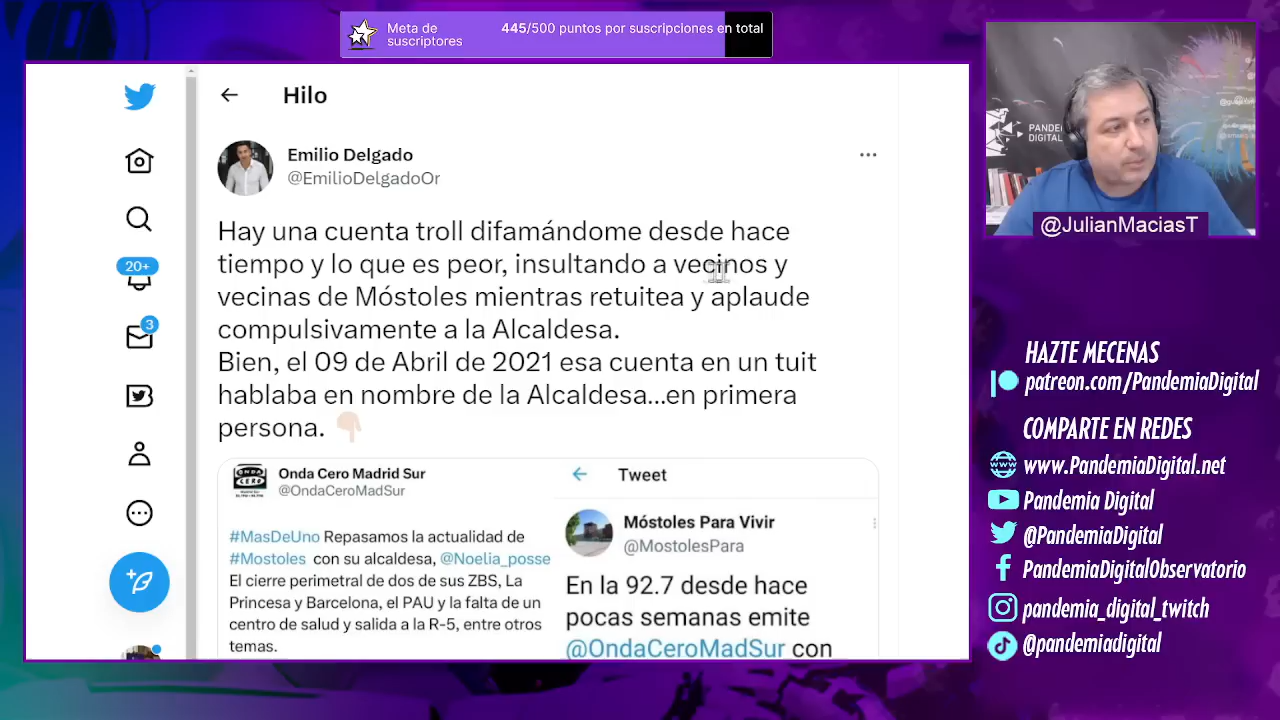 Meta de
suscriptores
445/500 puntos por suscripciones en total
Hilo
Emilio Delgado
@EmilioDelgadoOr
Hay una cuenta troll difamándome desde hace
tiempo y lo que es peor, insultando a vecinos y
vecinas de Móstoles mientras retuitea y aplaude
compulsivamente a la Alcaldesa.
Bien, el 09 de Abril de 2021 esa cuenta en un tuit
hablaba en nombre de la Alcaldesa...en primera
persona.
20+
3
ONDA
CERO
Onda Cero Madrid Sur
@OndaCeroMadSur
#MasDeUno Repasamos la actualidad de
#Mostoles con su alcaldesa, @Noelia_posse
El cierre perimetral de dos de sus ZBS, La
Princesa y Barcelona, el PAU y la falta de un
centro de salud y salida a la R-5, entre otros
temas.
Tweet
Móstoles Para Vivir
@MostolesPara
En la 92.7 desde hace
pocas semanas emite
@OndaCeroMadSur con
PANDEM
DIGITAL
@JulianMaciasT
HAZTE MECENAS
patreon.com/PandemiaDigital
COMPARTE EN REDES
www.PandemiaDigital.net
Pandemia Digital
@PandemiaDigital
PandemiaDigitalObservatorio
pandemia_digital_twitch
@pandemiadigital